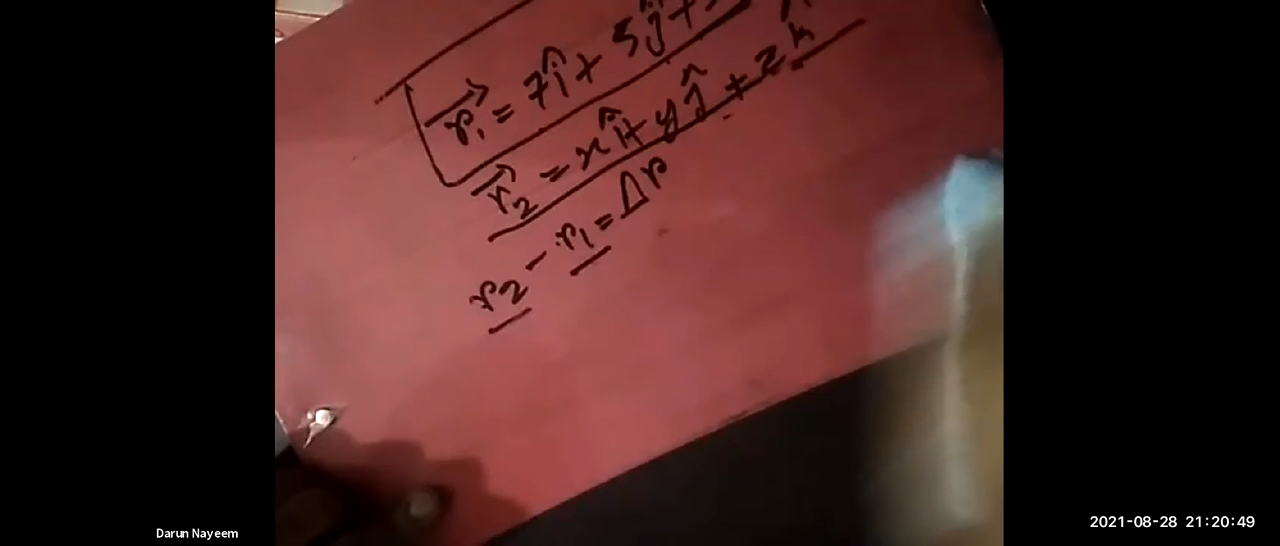 r⃗₁ = 7î + 5ĵ +
r⃗₂ = xî + yĵ + zk̂
r₂ - r₁ = Δr
Darun Nayeem
2021-08-28 21:20:49